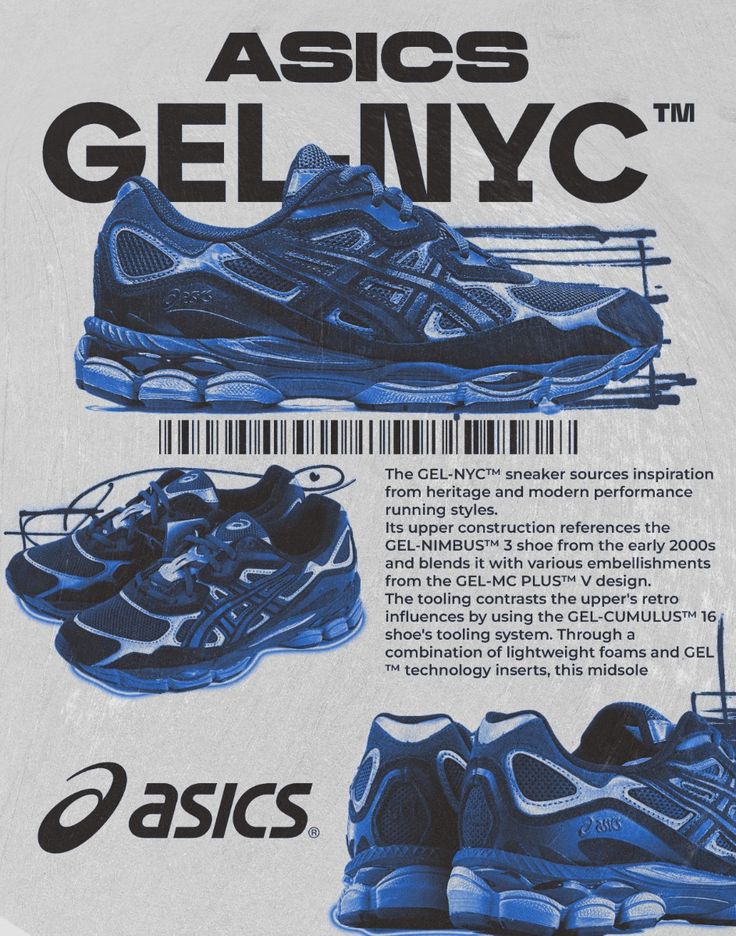 ASICS
GEL-NYC™
asics
The GEL-NYC™ sneaker sources inspiration
from heritage and modern performance
running styles.
Its upper construction references the
GEL-NIMBUS™ 3 shoe from the early 2000s
and blends it with various embellishments
from the GEL-MC PLUS™ V design.
The tooling contrasts the upper's retro
influences by using the GEL-CUMULUS™ 16
shoe's tooling system. Through a
combination of lightweight foams and GEL
™ technology inserts, this midsole
asics®
asics